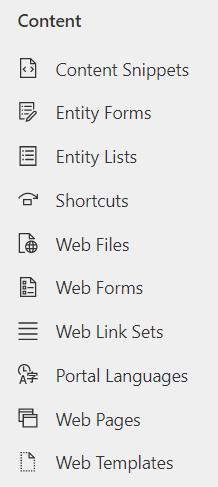 Content
Content Snippets
Entity Forms
Entity Lists
Shortcuts
Web Files
Web Forms
Web Link Sets
Portal Languages
Web Pages
Web Templates